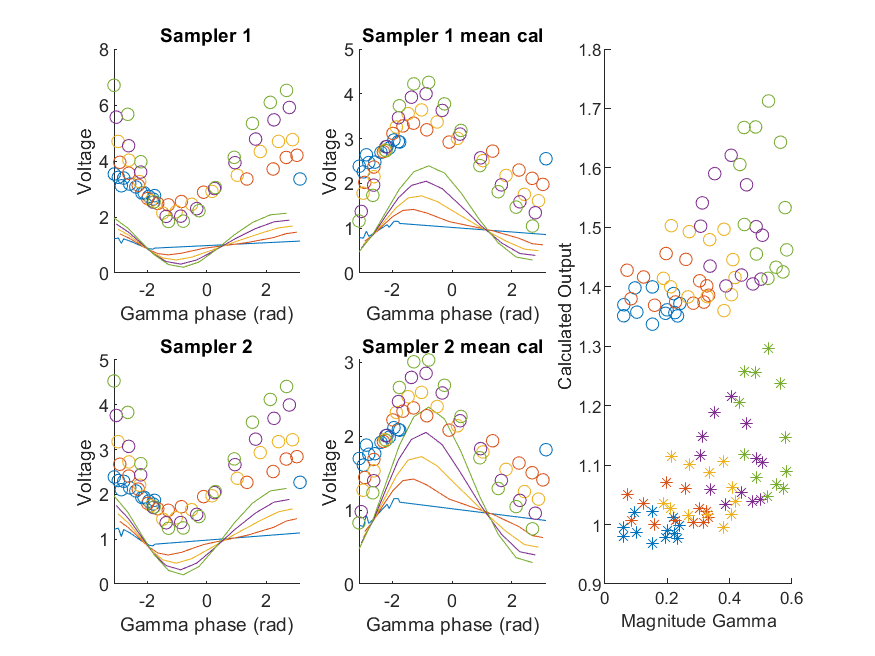 Sampler 1
8
6
4
2
0
Voltage
-2 0 2
Gamma phase (rad)
Sampler 1 mean cal
5
4
3
2
1
0
Voltage
-2 0 2
Gamma phase (rad)
Sampler 2
5
4
3
2
1
0
Voltage
-2 0 2
Gamma phase (rad)
Sampler 2 mean cal
3
2
1
0
Voltage
-2 0 2
Gamma phase (rad)
1.8
1.7
1.6
1.5
1.4
1.3
1.2
1.1
1
0.9
Calculated Output
0 0.2 0.4 0.6
Magnitude Gamma